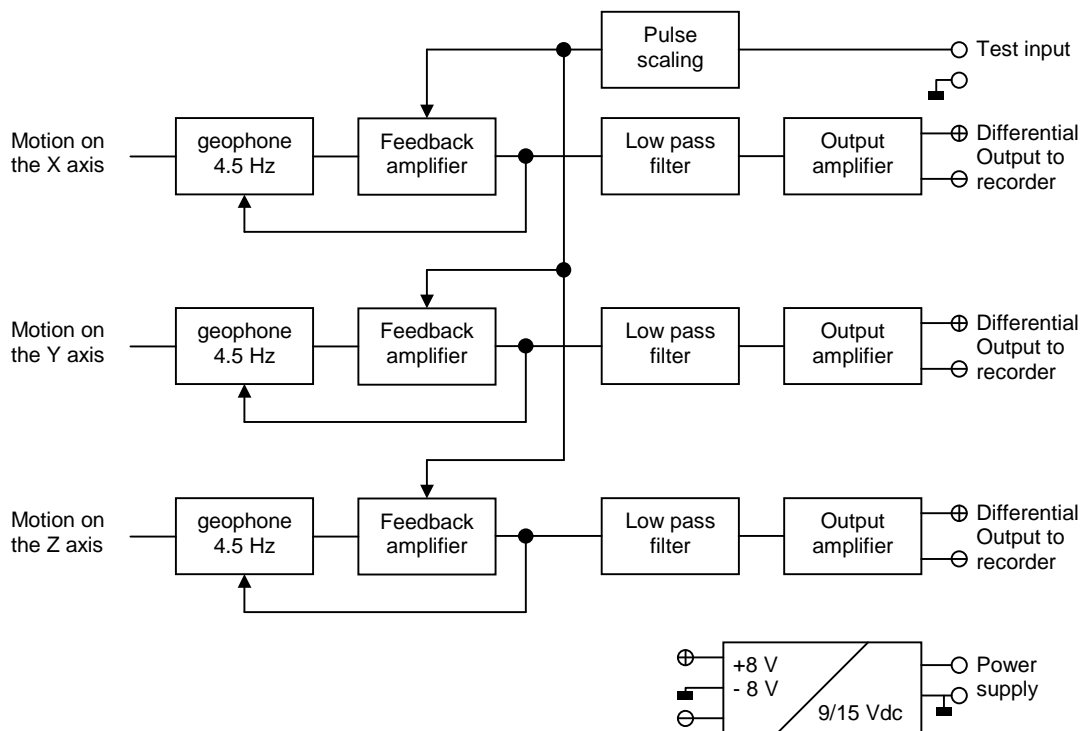 Pulse
scaling
Test input
Motion on
the X axis
geophone
4.5 Hz
Feedback
amplifier
Low pass
filter
Output
amplifier
Differential
Output to
recorder
Motion on
the Y axis
geophone
4.5 Hz
Feedback
amplifier
Low pass
filter
Output
amplifier
Differential
Output to
recorder
Motion on
the Z axis
geophone
4.5 Hz
Feedback
amplifier
Low pass
filter
Output
amplifier
Differential
Output to
recorder
+8 V
- 8 V
9/15 Vdc
Power
supply